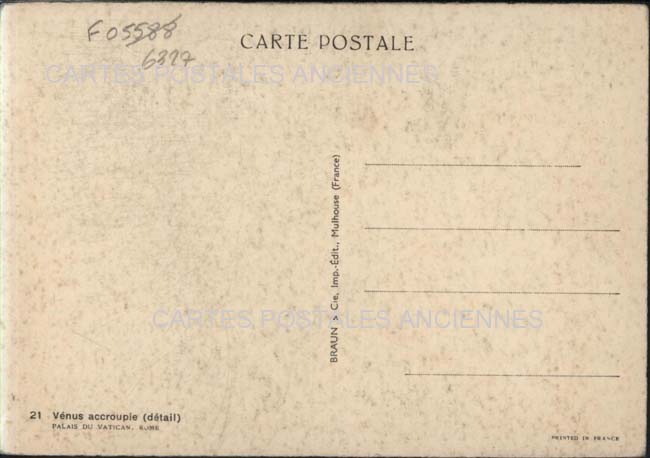 F05588
6327
CARTE POSTALE
CARTES POSTALES ANCIENNES
BRAUN > Cie, Imp.-Édit., Mulhouse (France)
CARTES POSTALES ANCIENNES
21 Vénus accroupie (détail)
PALAIS DU VATICAN. ROME
PRINTED IN FRANCE